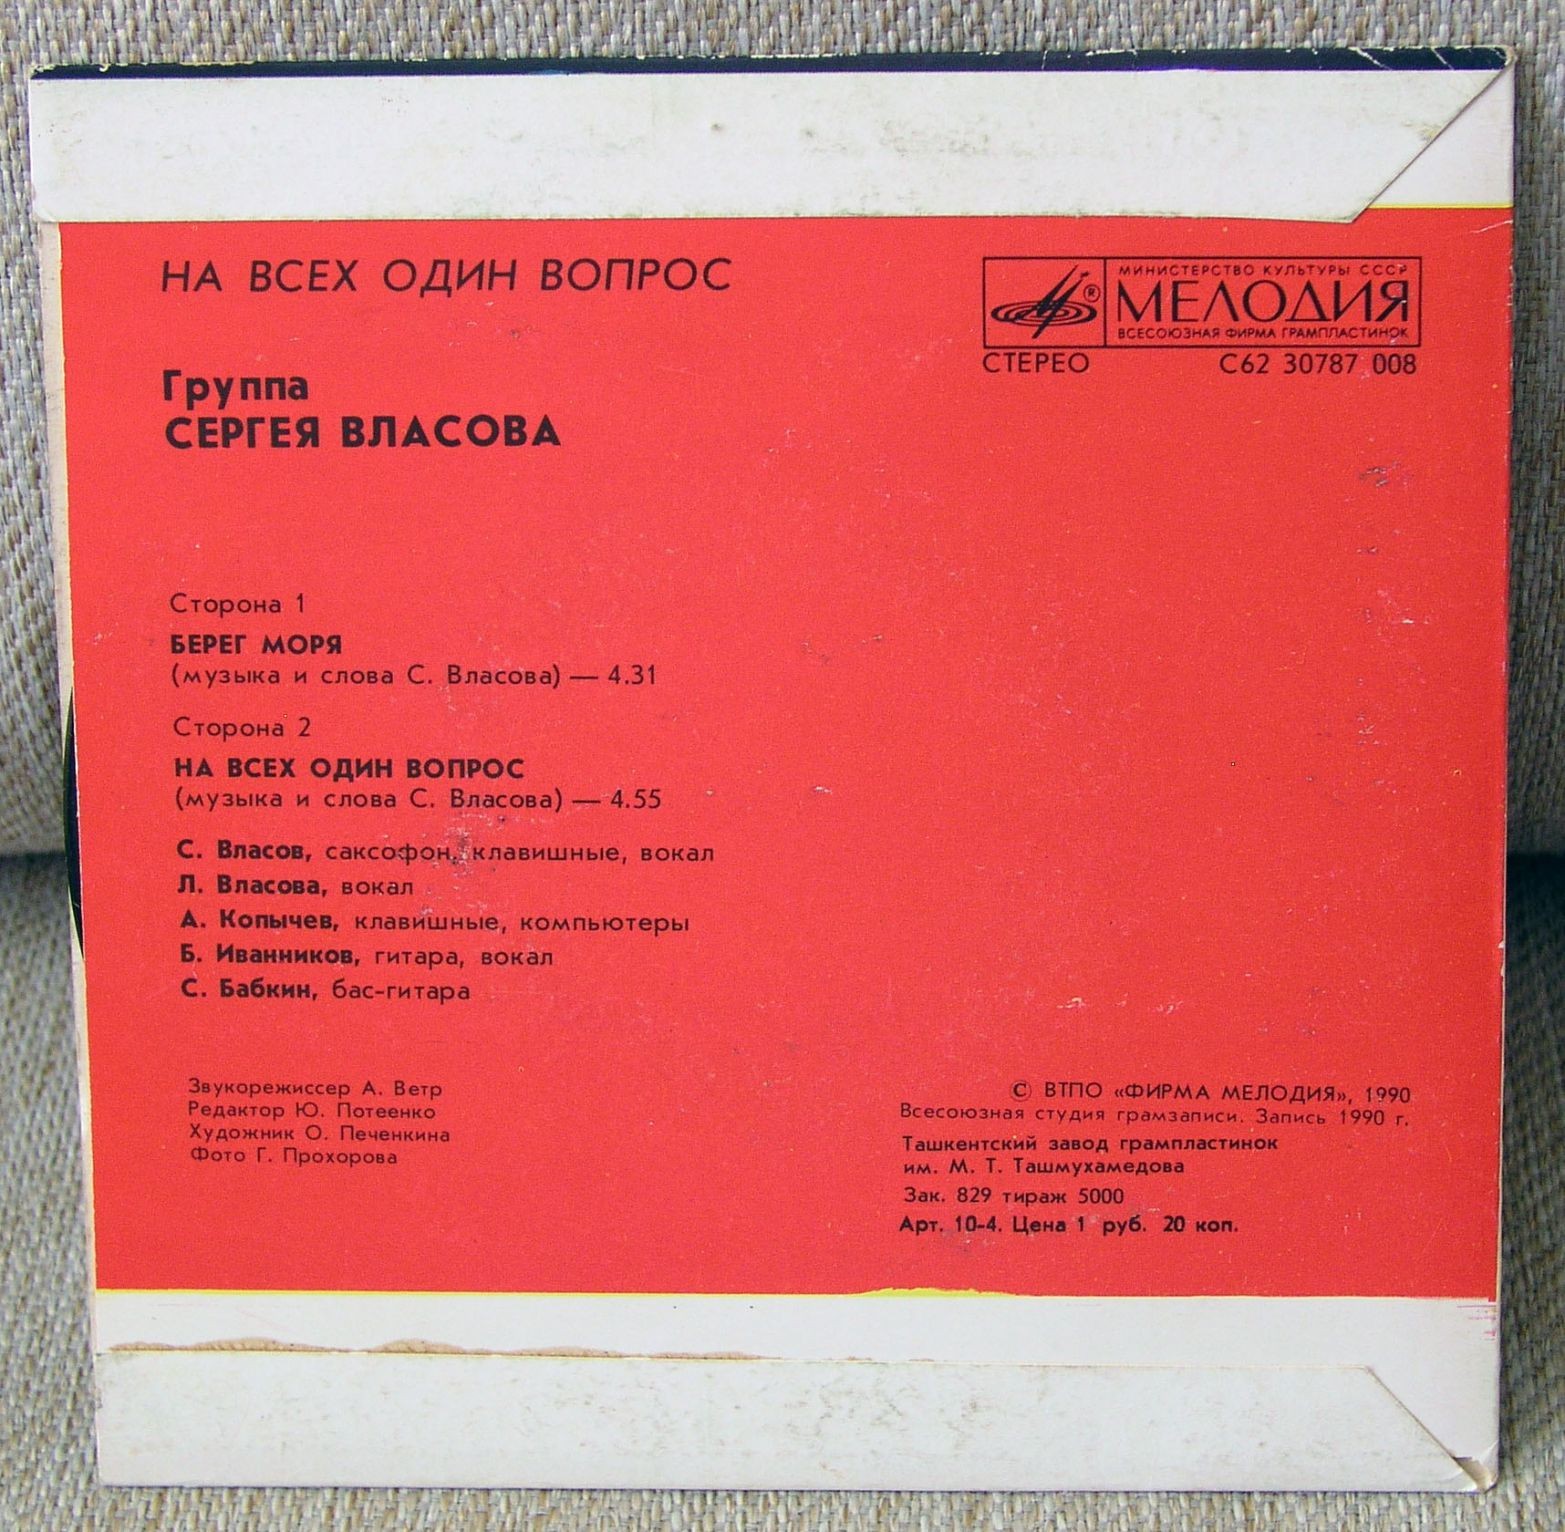 НА ВСЕХ ОДИН ВОПРОС
Группа
СЕРГЕЯ ВЛАСОВА
МИНИСТЕРСТВО КУЛЬТУРЫ СССР
®
МЕЛОДИЯ
ВСЕСОЮЗНАЯ ФИРМА ГРАМПЛАСТИНОК
СТЕРЕО С62 30787 008
Сторона 1
БЕРЕГ МОРЯ
(музыка и слова С. Власова) — 4.31
Сторона 2
НА ВСЕХ ОДИН ВОПРОС
(музыка и слова С. Власова) — 4.55
С. Власов, саксофон, клавишные, вокал
Л. Власова, вокал
А. Копычев, клавишные, компьютеры
Б. Иванников, гитара, вокал
С. Бабкин, бас-гитара
Звукорежиссер А. Ветр
Редактор Ю. Потеенко
Художник О. Печенкина
Фото Г. Прохорова
© ВТПО «ФИРМА МЕЛОДИЯ», 1990
Всесоюзная студия грамзаписи. Запись 1990 г.
Ташкентский завод грампластинок
им. М. Т. Ташмухамедова
Зак. 829 тираж 5000
Арт. 10-4. Цена 1 руб. 20 коп.